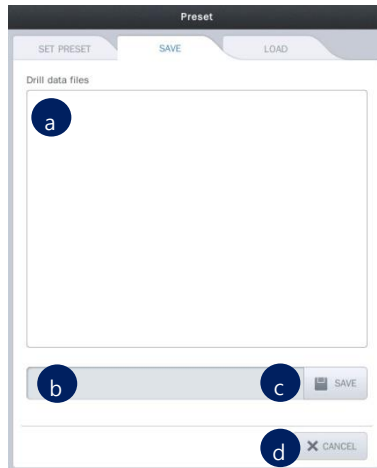 Preset
SET PRESET SAVE LOAD
Drill data files
a
b
c SAVE
d CANCEL